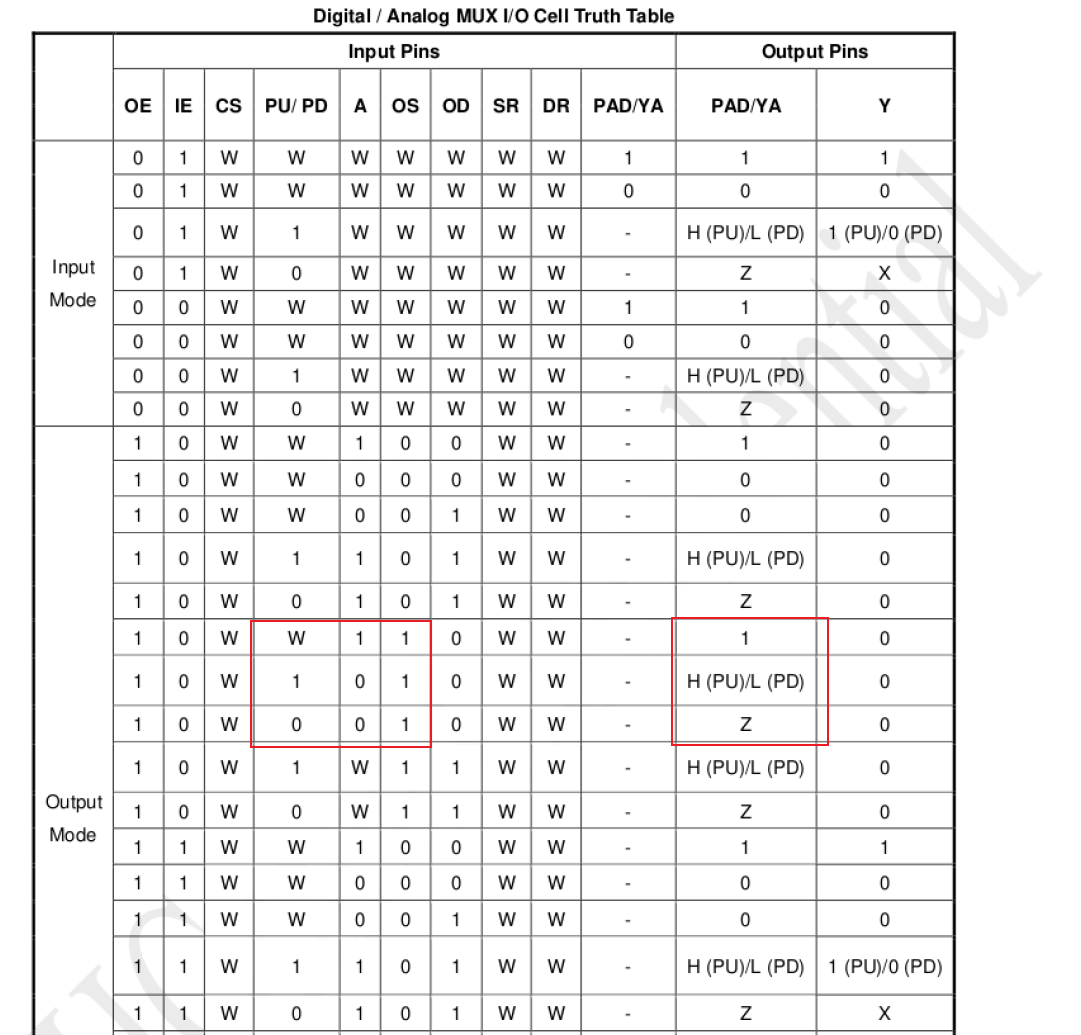 Digital / Analog MUX I/O Cell Truth Table
Input Pins Output Pins
OE IE CS PU/ PD A OS OD SR DR PAD/YA PAD/YA Y
Input Mode
0 1 W W W W W W W 1 1 1
0 1 W W W W W W W 0 0 0
0 1 W 1 W W W W W - H (PU)/L (PD) 1 (PU)/0 (PD)
0 1 W 0 W W W W W - Z X
0 0 W W W W W W W 1 1 0
0 0 W W W W W W W 0 0 0
0 0 W 1 W W W W W - H (PU)/L (PD) 0
0 0 W 0 W W W W W - Z 0
Output Mode
1 0 W W 1 0 0 W W - 1 0
1 0 W W 0 0 0 W W - 0 0
1 0 W W 0 0 1 W W - 0 0
1 0 W 1 1 0 1 W W - H (PU)/L (PD) 0
1 0 W 0 1 0 1 W W - Z 0
1 0 W W 1 1 0 W W - 1 0
1 0 W 1 0 1 0 W W - H (PU)/L (PD) 0
1 0 W 0 0 1 0 W W - Z 0
1 0 W 1 W 1 1 W W - H (PU)/L (PD) 0
1 0 W 0 W 1 1 W W - Z 0
1 1 W W 1 0 0 W W - 1 1
1 1 W W 0 0 0 W W - 0 0
1 1 W W 0 0 1 W W - 0 0
1 1 W 1 1 0 1 W W - H (PU)/L (PD) 1 (PU)/0 (PD)
1 1 W 0 1 0 1 W W - Z X